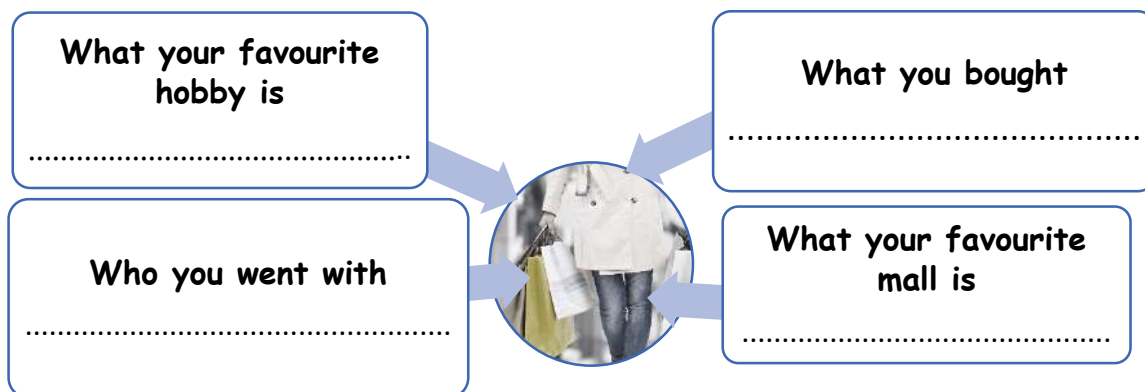 What your favourite
hobby is
....................................................
What you bought
..............................................
Who you went with
....................................................
What your favourite
mall is
..............................................